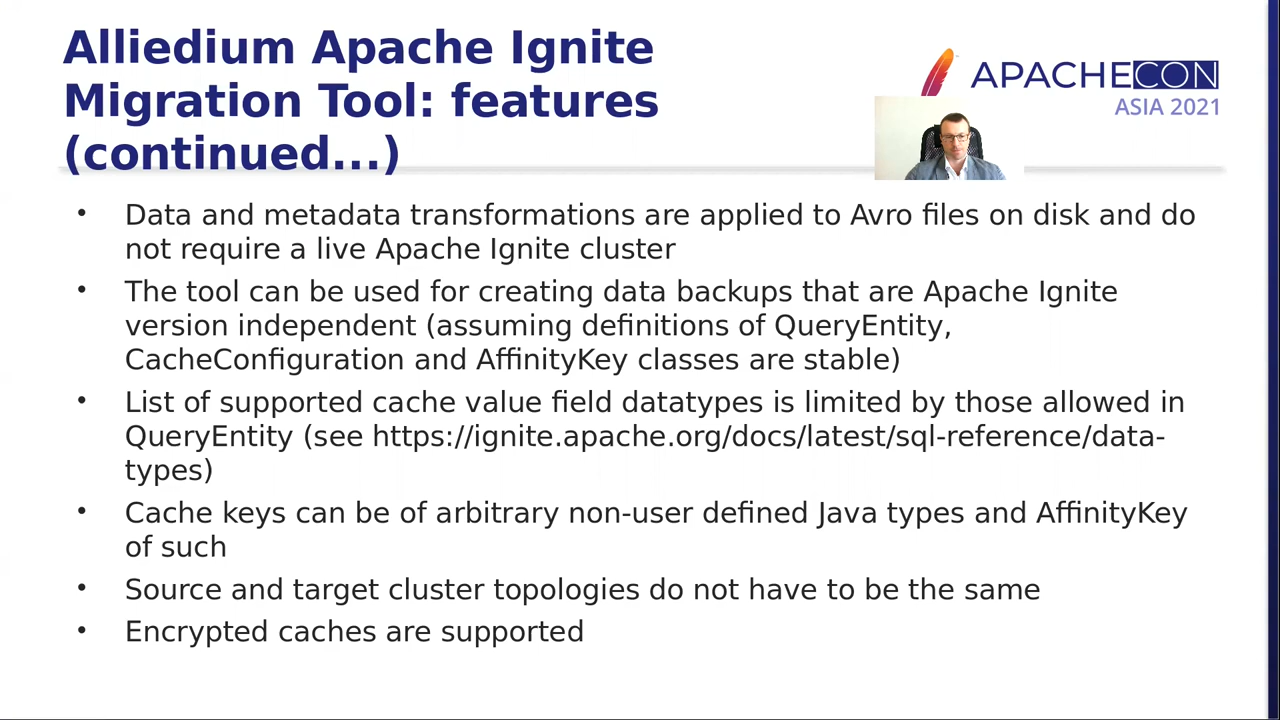 Alliedium Apache Ignite
Migration Tool: features
(continued...)
APACHECON
ASIA 2021
• Data and metadata transformations are applied to Avro files on disk and do
not require a live Apache Ignite cluster
• The tool can be used for creating data backups that are Apache Ignite
version independent (assuming definitions of QueryEntity,
CacheConfiguration and AffinityKey classes are stable)
• List of supported cache value field datatypes is limited by those allowed in
QueryEntity (see https://ignite.apache.org/docs/latest/sql-reference/data-
types)
• Cache keys can be of arbitrary non-user defined Java types and AffinityKey
of such
• Source and target cluster topologies do not have to be the same
• Encrypted caches are supported